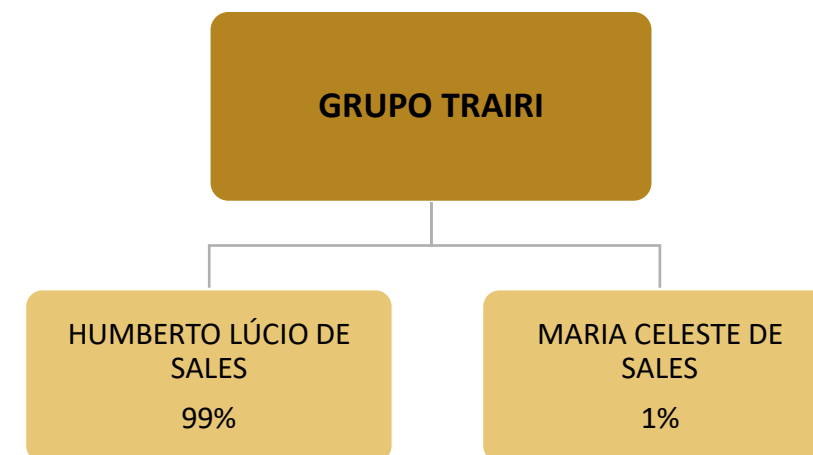 GRUPO TRAIRI
HUMBERTO LÚCIO DE
SALES
99%
MARIA CELESTE DE
SALES
1%